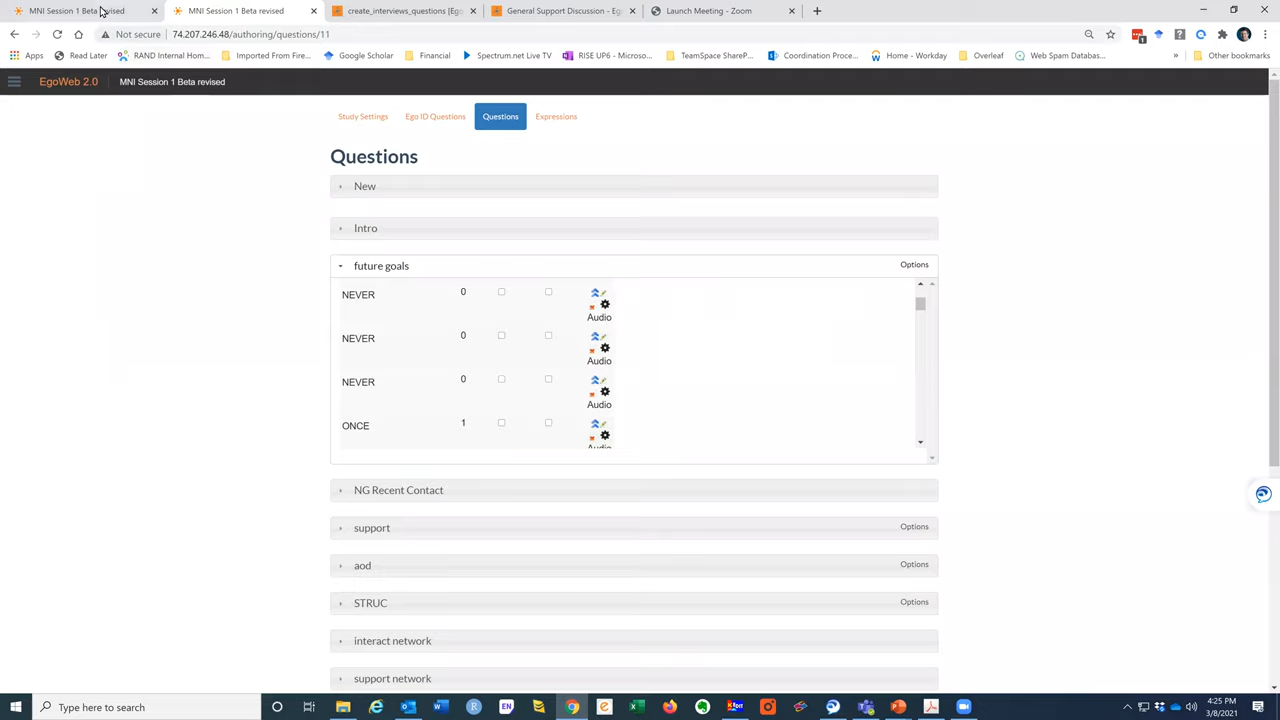 MNI Session 1 Beta revised
MNI Session 1 Beta revised
create_interviews_questions [Ego
General Support Discussion - Eg
Launch Meeting - Zoom
Not secure
74.207.246.48/authoring/questions/11
Apps
Read Later
RAND Internal Hom...
Imported From Fire...
Google Scholar
Financial
Spectrum.net Live TV
RISE UP6 - Microso...
TeamSpace ShareP...
Coordination Proce...
Home - Workday
Overleaf
Web Spam Databas...
»
Other bookmarks
EgoWeb 2.0
MNI Session 1 Beta revised
Study Settings
Ego ID Questions
Questions
Expressions
Questions
New
Intro
future goals
Options
NEVER 0
Audio
NEVER 0
Audio
NEVER 0
Audio
ONCE 1
Audio
NG Recent Contact
support
Options
aod
Options
STRUC
Options
interact network
support network
Type here to search
EN
4:25 PM
3/8/2021